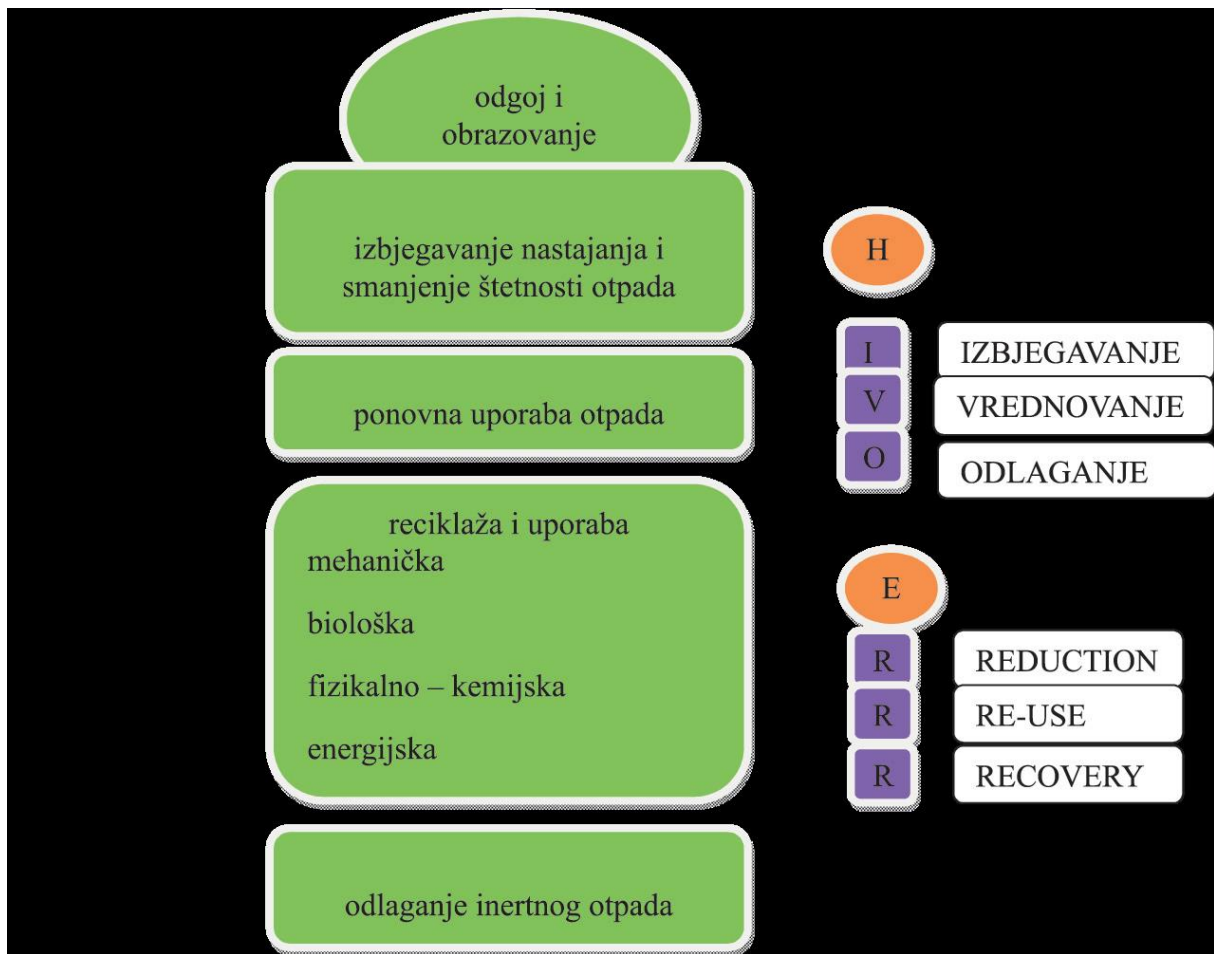 odgoj i
obrazovanje
izbjegavanje nastajanja i
smanjenje štetnosti otpada
ponovna uporaba otpada
reciklaža i uporaba
mehanička
biološka
fizikalno – kemijska
energijska
odlaganje inertnog otpada
H
I IZBJEGAVANJE
V VREDNOVANJE
O ODLAGANJE
E
R REDUCTION
R RE-USE
R RECOVERY